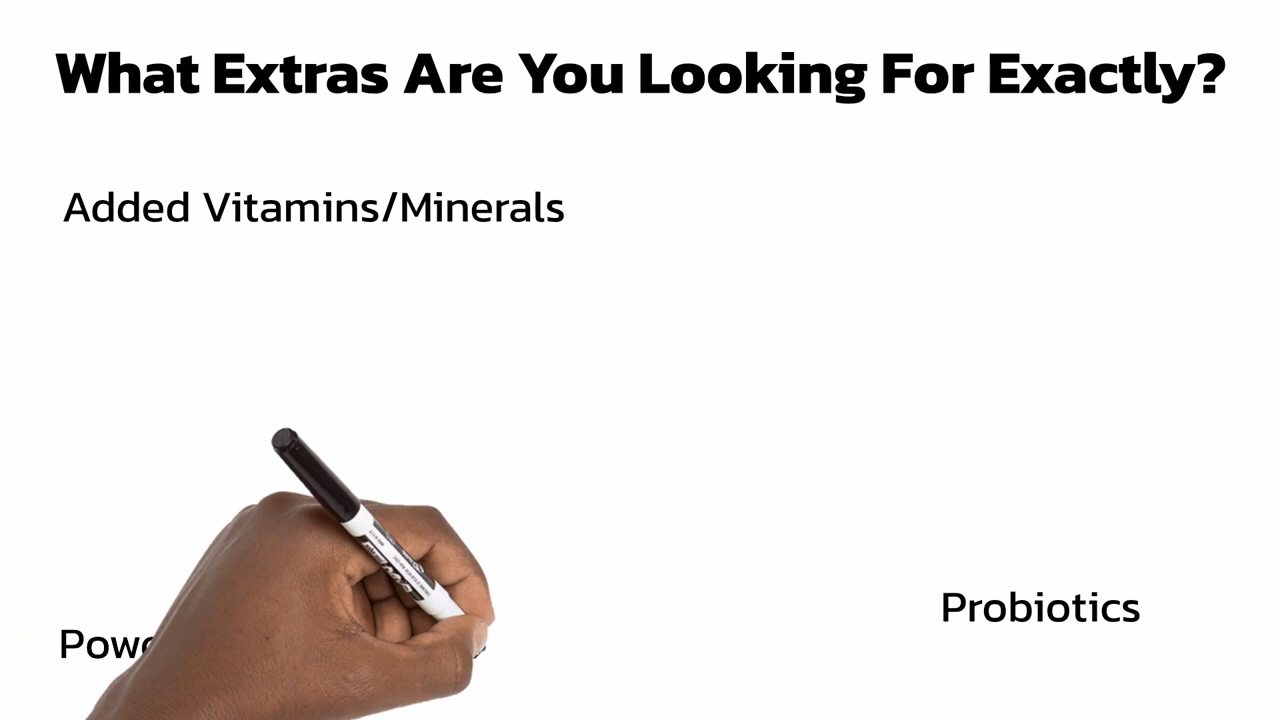 What Extras Are You Looking For Exactly?
Added Vitamins/Minerals
Probiotics